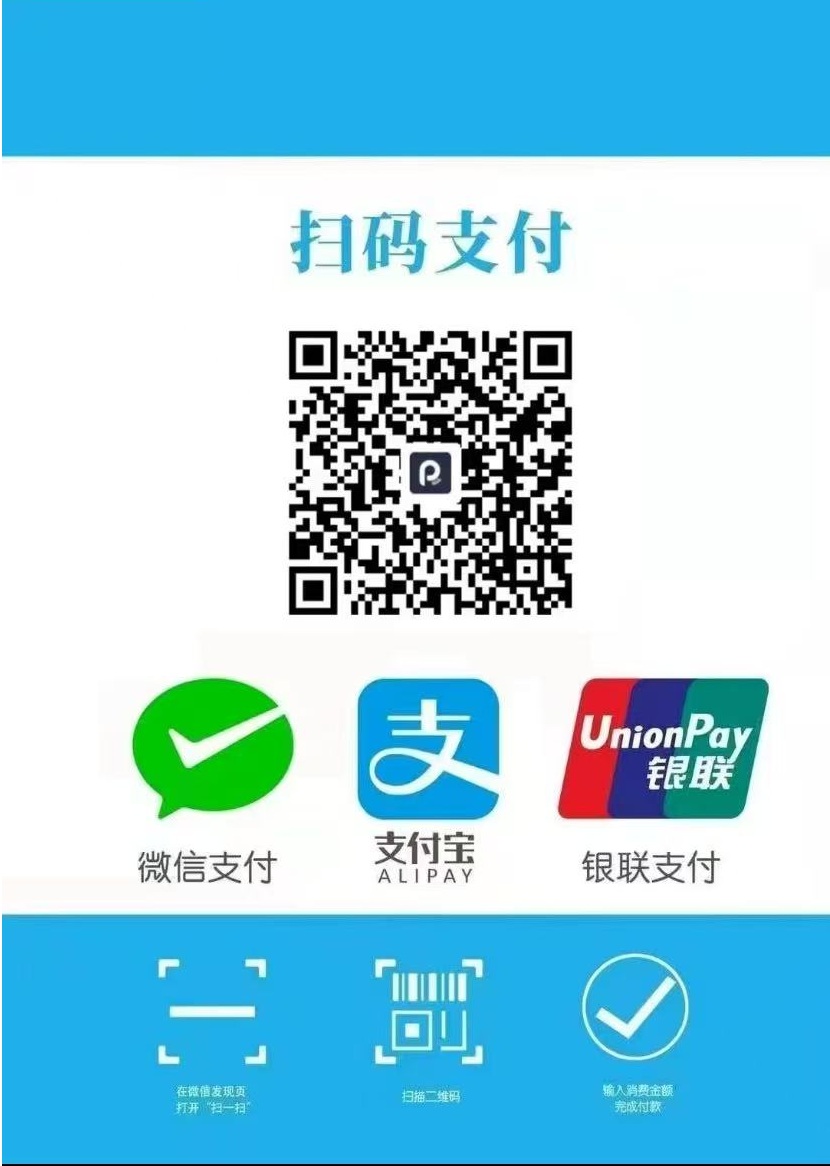 扫码支付
支
UnionPay
银联
微信支付
支付宝
ALIPAY
银联支付
在微信发现页
打开“扫一扫”
扫描二维码
输入消费金额
完成付款